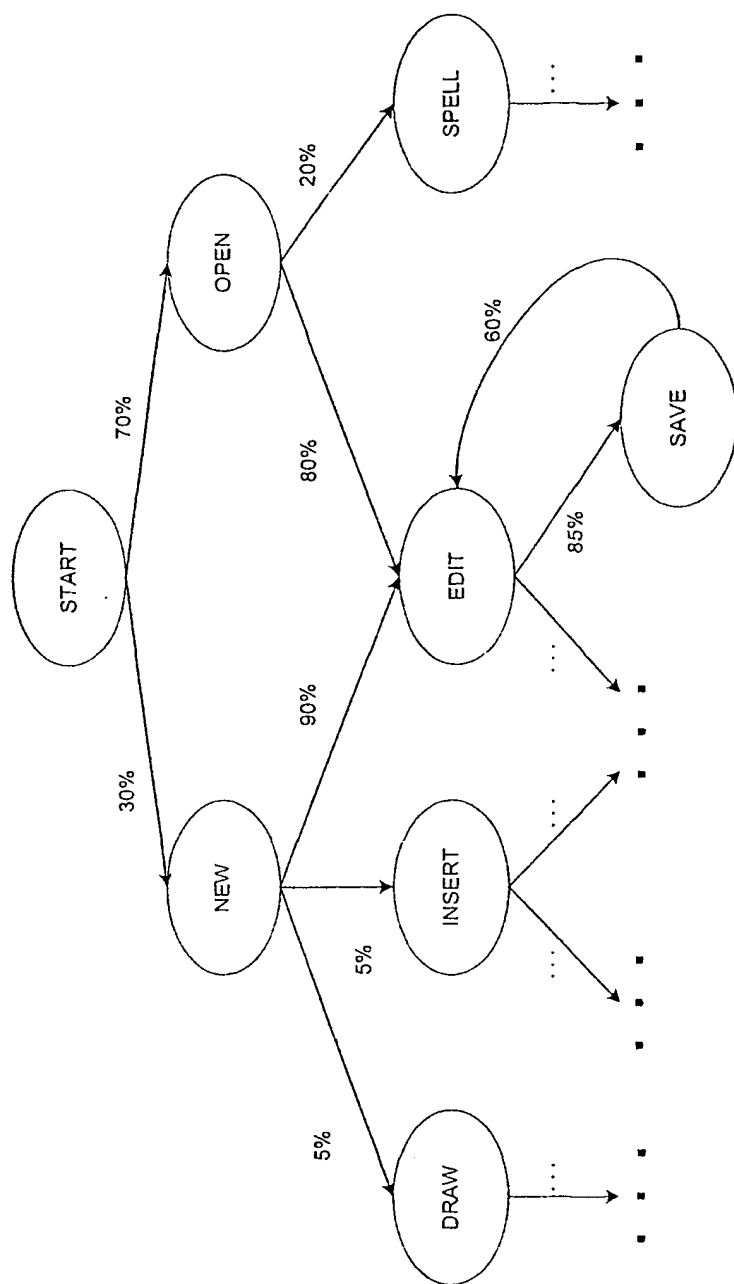 START
30%
70%
NEW
OPEN
5%
5%
90%
80%
20%
DRAW
INSERT
EDIT
SPELL
60%
85%
SAVE